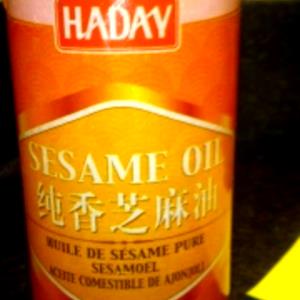 HADAY
SESAME OIL
纯香芝麻油
HUILE DE SÉSAME PURE
SESAMOEL
ACEITE COMESTIBLE DE AJONJOLI